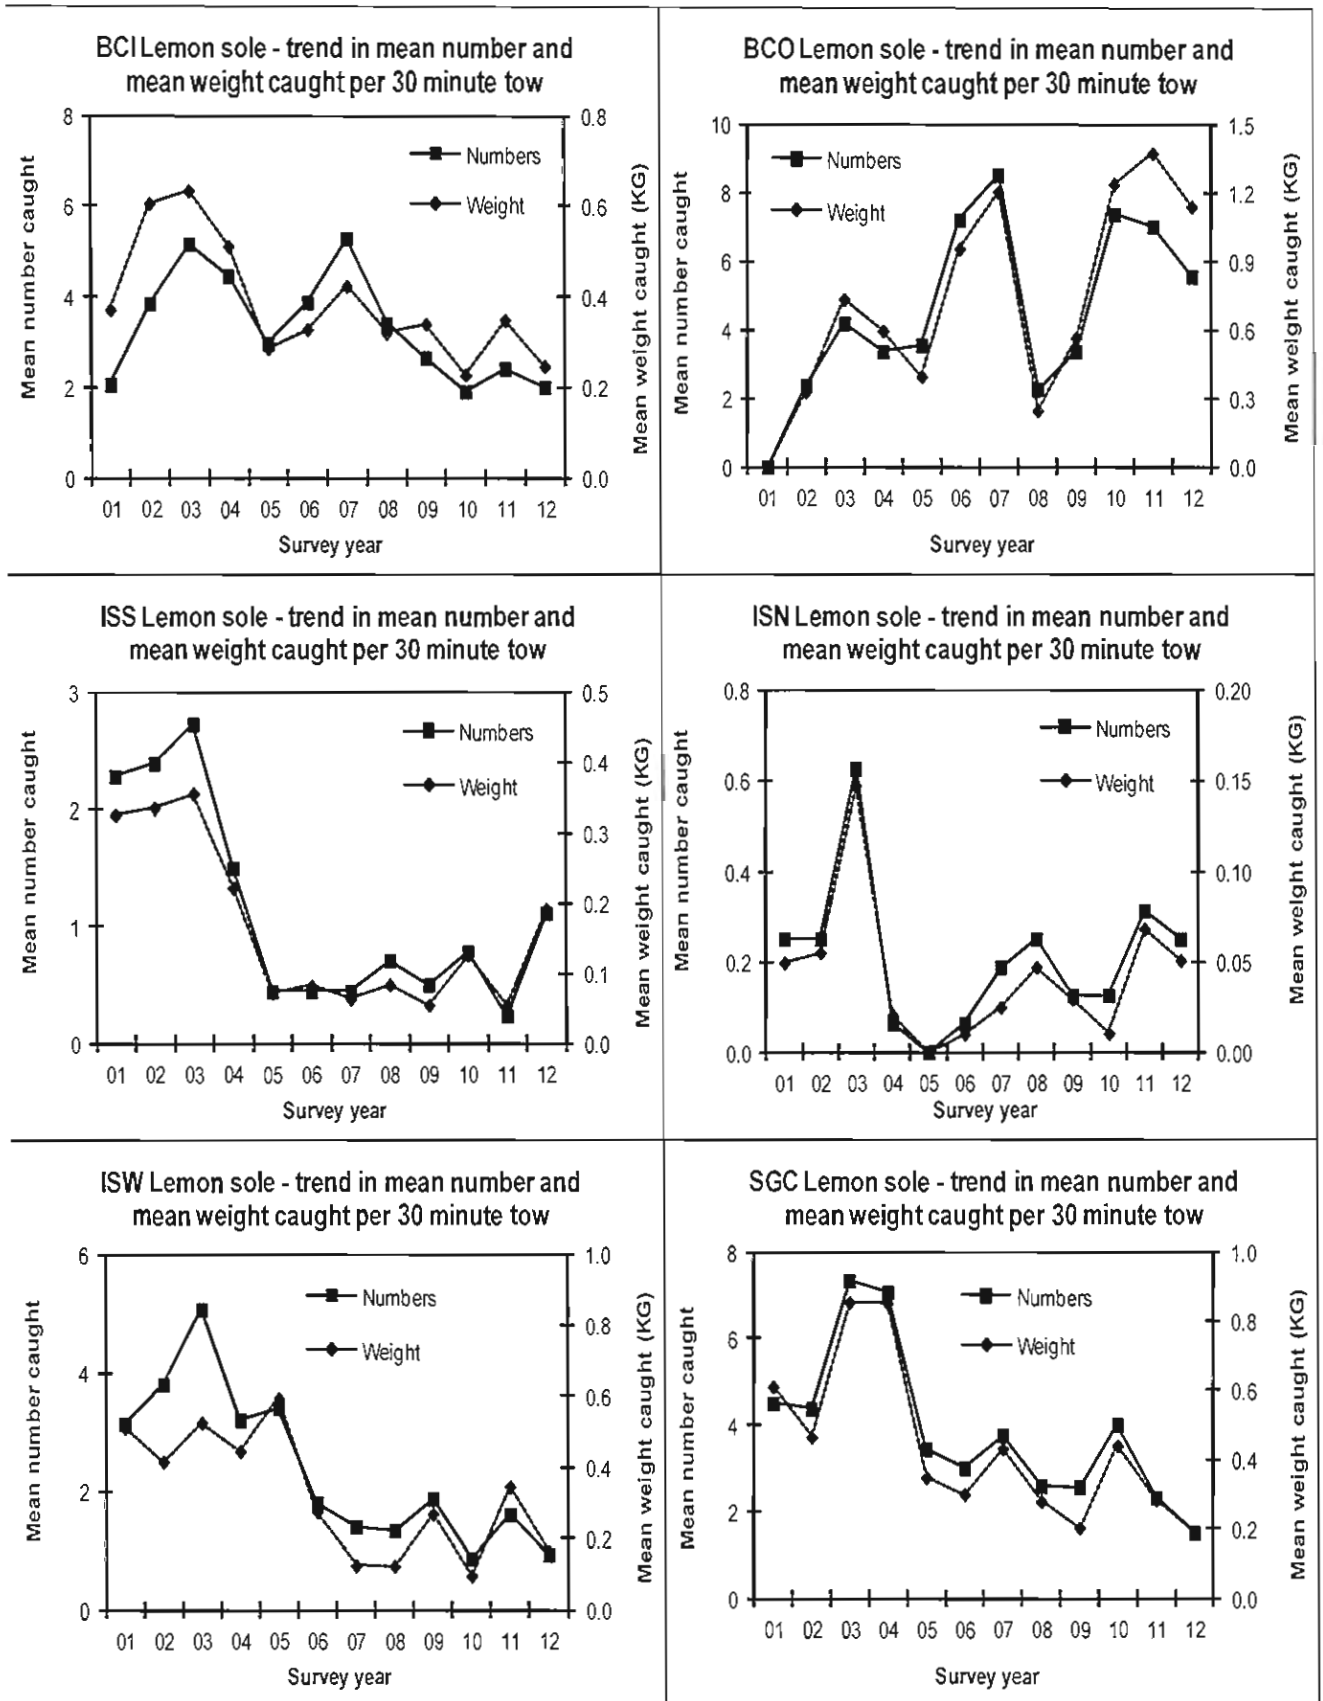 BCI Lemon sole - trend in mean number and
mean weight caught per 30 minute tow
8
6
4
2
0
0.8
0.6
0.4
0.2
0.0
Mean number caught
Mean weight caught (KG)
Numbers
Weight
01 02 03 04 05 06 07 08 09 10 11 12
Survey year
BCO Lemon sole - trend in mean number and
mean weight caught per 30 minute tow
10
8
6
4
2
0
1.5
1.2
0.9
0.6
0.3
0.0
Mean number caught
Mean weight caught (KG)
Numbers
Weight
01 02 03 04 05 06 07 08 09 10 11 12
Survey year
ISS Lemon sole - trend in mean number and
mean weight caught per 30 minute tow
3
2
1
0
0.5
0.4
0.3
0.2
0.1
0.0
Mean number caught
Mean weight caught (KG)
Numbers
Weight
01 02 03 04 05 06 07 08 09 10 11 12
Survey year
ISN Lemon sole - trend in mean number and
mean weight caught per 30 minute tow
0.8
0.6
0.4
0.2
0.0
0.20
0.15
0.10
0.05
0.00
Mean number caught
Mean weight caught (KG)
Numbers
Weight
01 02 03 04 05 06 07 08 09 10 11 12
Survey year
ISW Lemon sole - trend in mean number and
mean weight caught per 30 minute tow
6
4
2
0
1.0
0.8
0.6
0.4
0.2
0.0
Mean number caught
Mean weight caught (KG)
Numbers
Weight
01 02 03 04 05 06 07 08 09 10 11 12
Survey year
SGC Lemon sole - trend in mean number and
mean weight caught per 30 minute tow
8
6
4
2
0
1.0
0.8
0.6
0.4
0.2
0.0
Mean number caught
Mean weight caught (KG)
Numbers
Weight
01 02 03 04 05 06 07 08 09 10 11 12
Survey year